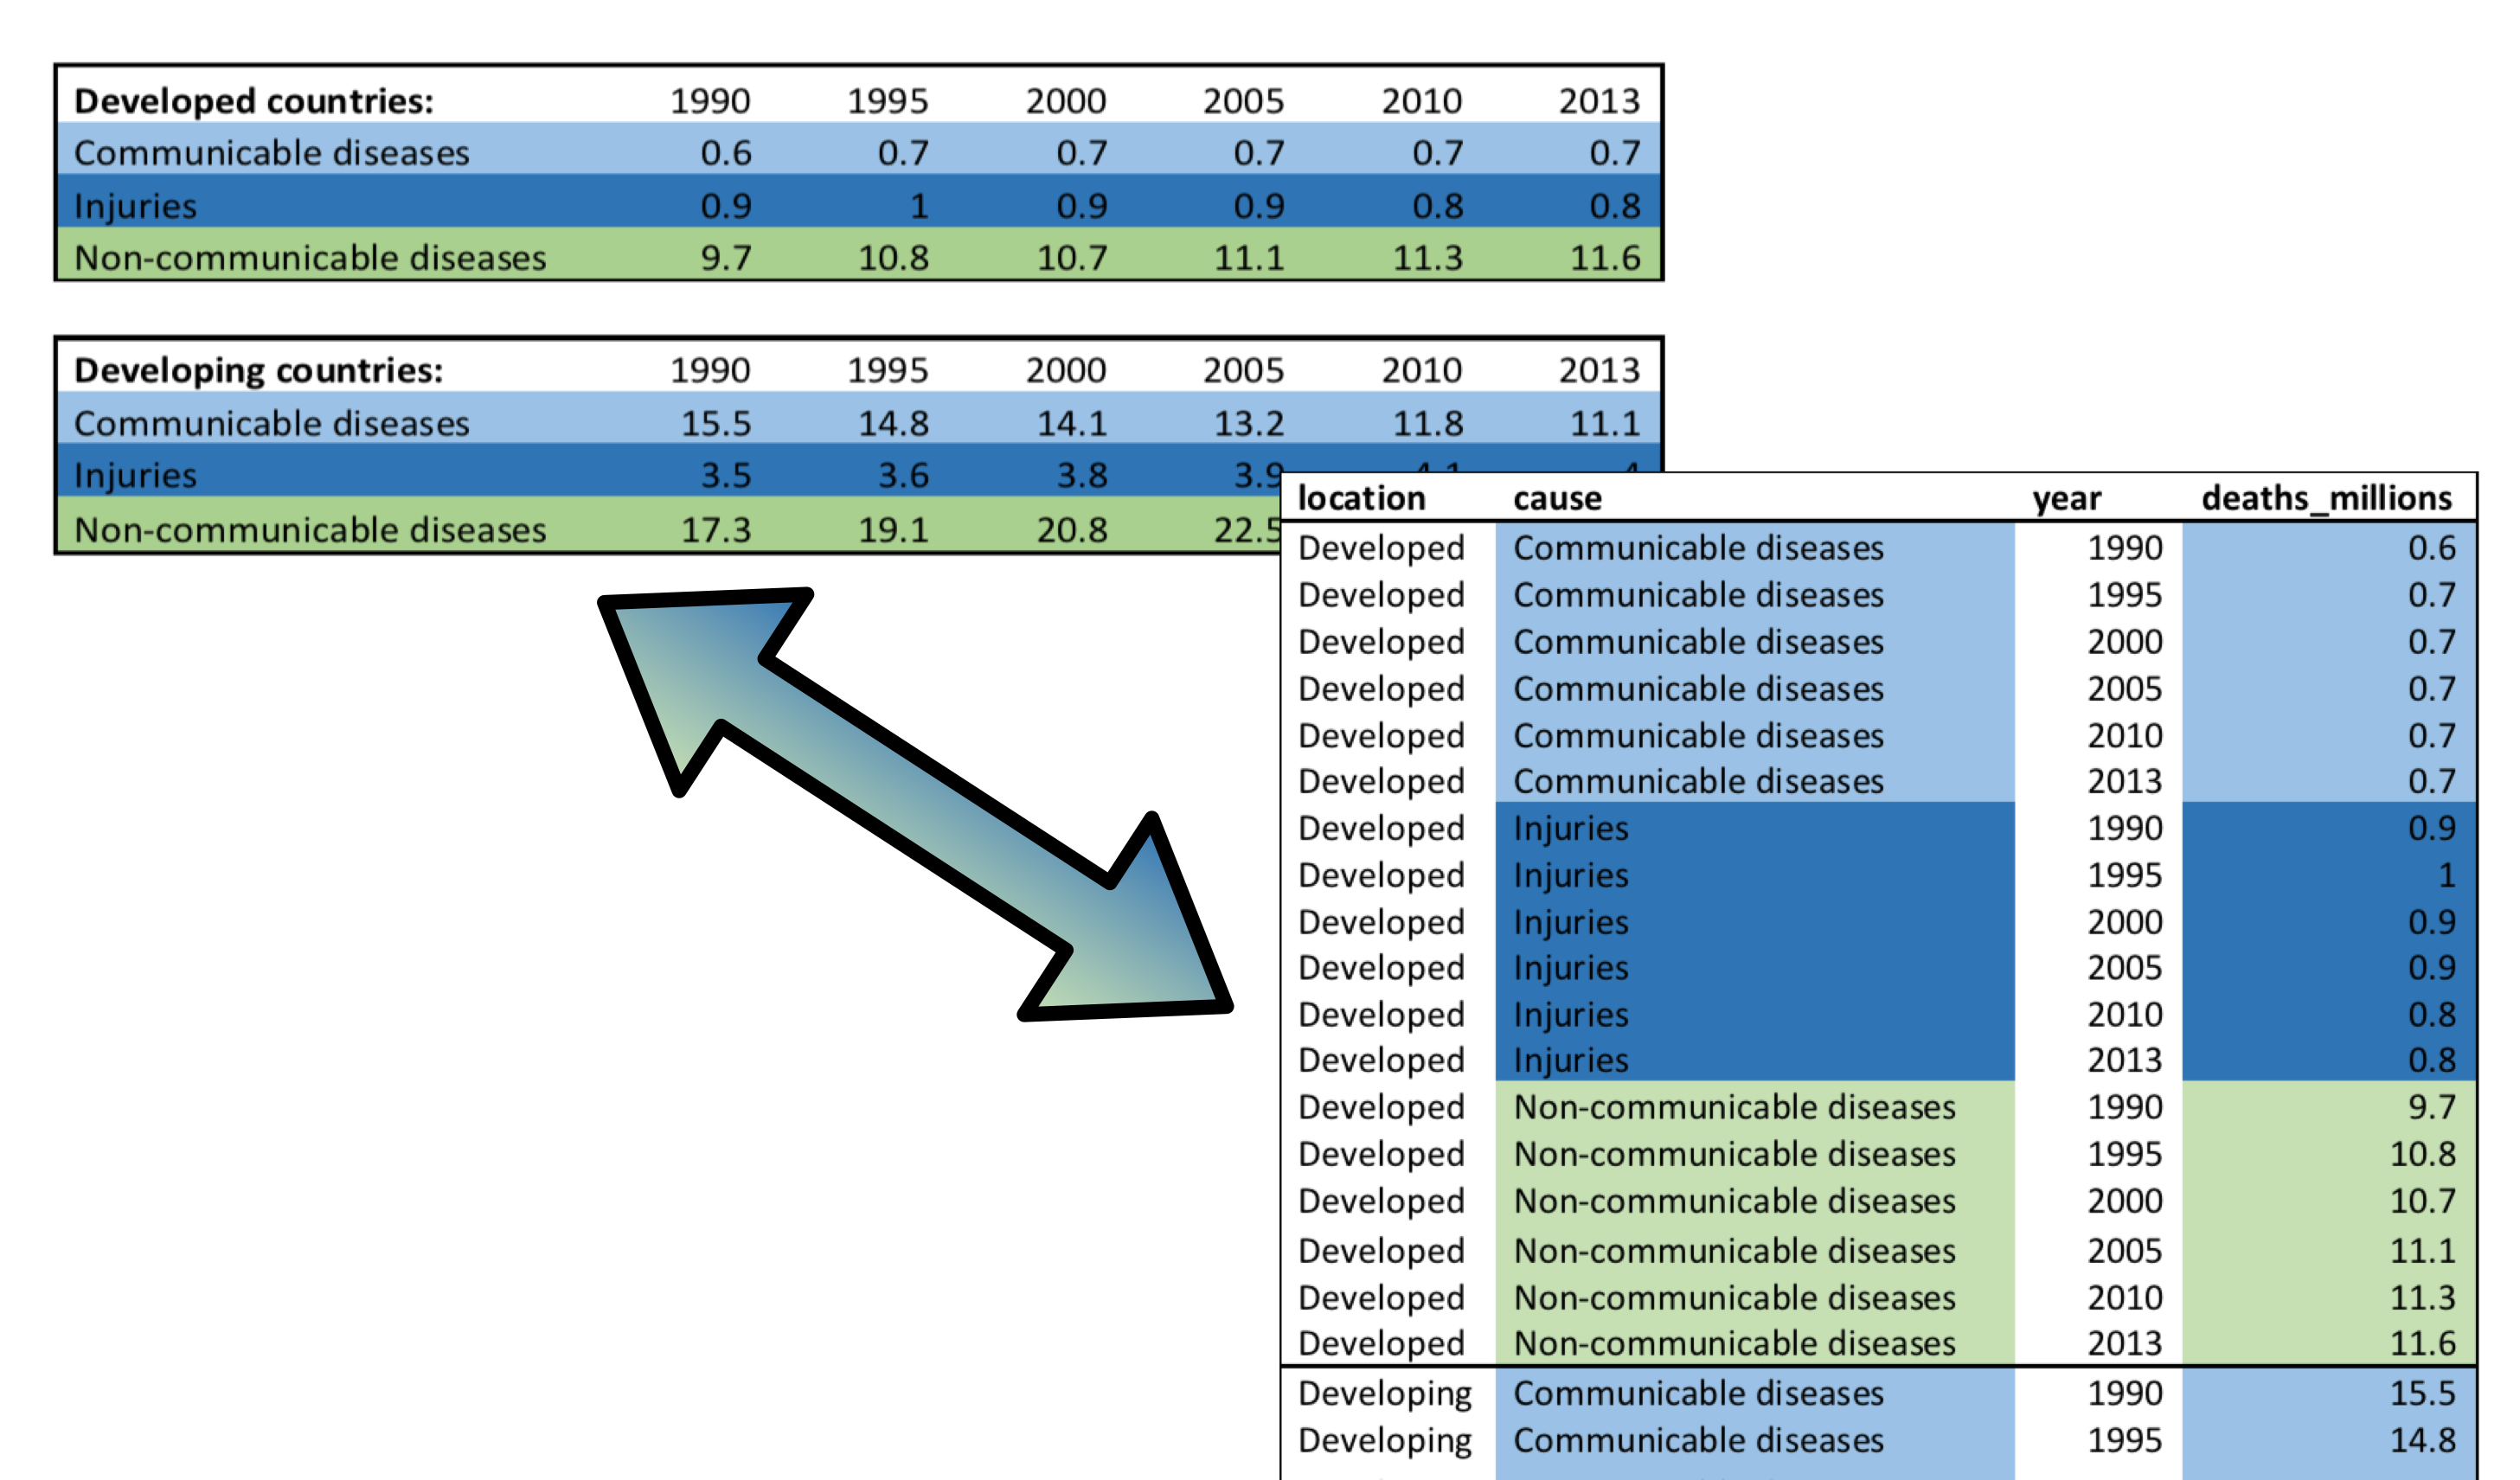 Developed countries: 1990 1995 2000 2005 2010 2013
Communicable diseases 0.6 0.7 0.7 0.7 0.7 0.7
Injuries 0.9 1 0.9 0.9 0.8 0.8
Non-communicable diseases 9.7 10.8 10.7 11.1 11.3 11.6
Developing countries: 1990 1995 2000 2005 2010 2013
Communicable diseases 15.5 14.8 14.1 13.2 11.8 11.1
Injuries 3.5 3.6 3.8 3.9
Non-communicable diseases 17.3 19.1 20.8 22.5
location cause year deaths_millions
Developed Communicable diseases 1990 0.6
Developed Communicable diseases 1995 0.7
Developed Communicable diseases 2000 0.7
Developed Communicable diseases 2005 0.7
Developed Communicable diseases 2010 0.7
Developed Communicable diseases 2013 0.7
Developed Injuries 1990 0.9
Developed Injuries 1995 1
Developed Injuries 2000 0.9
Developed Injuries 2005 0.9
Developed Injuries 2010 0.8
Developed Injuries 2013 0.8
Developed Non-communicable diseases 1990 9.7
Developed Non-communicable diseases 1995 10.8
Developed Non-communicable diseases 2000 10.7
Developed Non-communicable diseases 2005 11.1
Developed Non-communicable diseases 2010 11.3
Developed Non-communicable diseases 2013 11.6
Developing Communicable diseases 1990 15.5
Developing Communicable diseases 1995 14.8